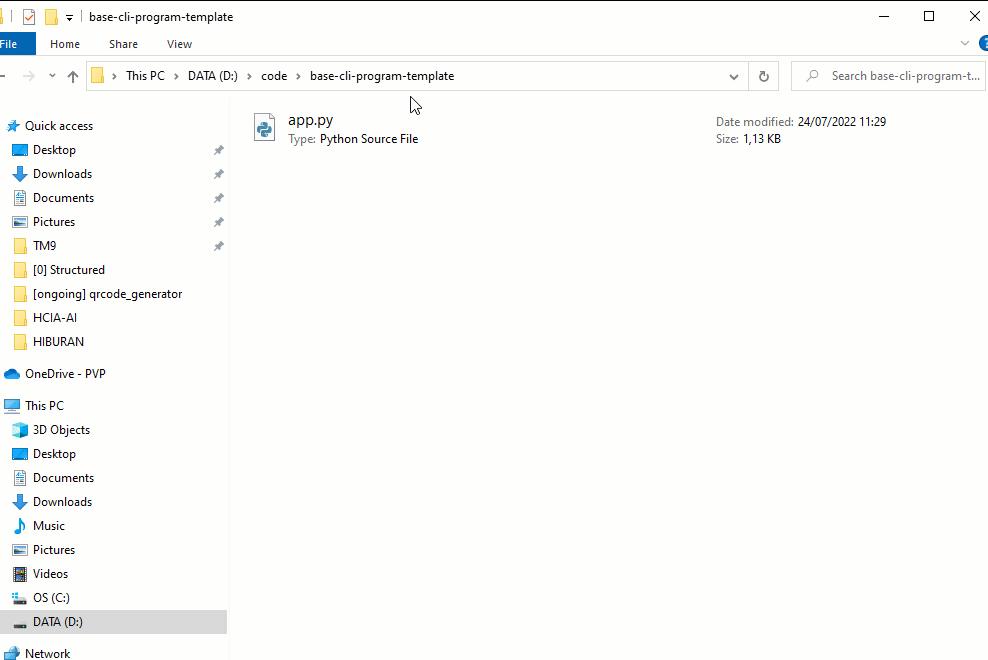 base-cli-program-template
File Home Share View
This PC DATA (D:) code base-cli-program-template
Search base-cli-program-t...
Quick access
Desktop
Downloads
Documents
Pictures
TM9
[0] Structured
[ongoing] qrcode_generator
HCIA-AI
HIBURAN
OneDrive - PVP
This PC
3D Objects
Desktop
Documents
Downloads
Music
Pictures
Videos
OS (C:)
DATA (D:)
Network
app.py
Type: Python Source File
Date modified: 24/07/2022 11:29
Size: 1,13 KB